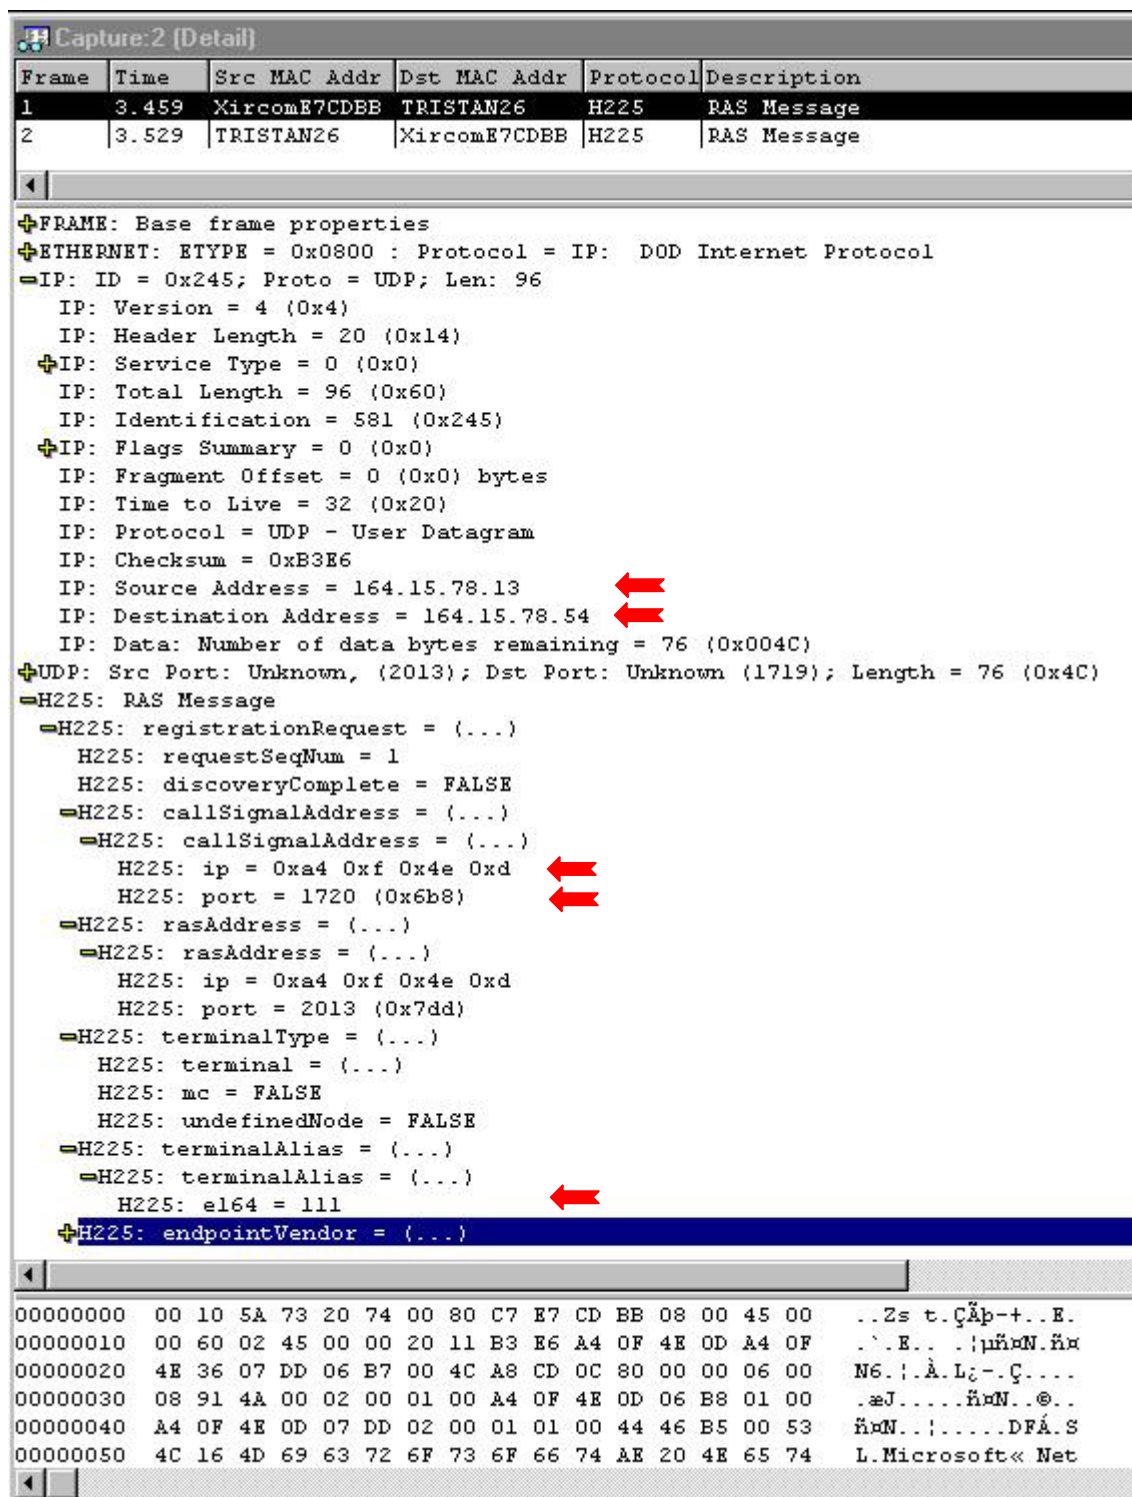 Capture:2 (Detail)
Frame Time Src MAC Addr Dst MAC Addr Protocol Description
1 3.459 XircomE7CDBB TRISTAN26 H225 RAS Message
2 3.529 TRISTAN26 XircomE7CDBB H225 RAS Message
FRAME: Base frame properties
ETHERNET: ETYPE = 0x0800 : Protocol = IP: DOD Internet Protocol
IP: ID = 0x245; Proto = UDP; Len: 96
IP: Version = 4 (0x4)
IP: Header Length = 20 (0x14)
IP: Service Type = 0 (0x0)
IP: Total Length = 96 (0x60)
IP: Identification = 581 (0x245)
IP: Flags Summary = 0 (0x0)
IP: Fragment Offset = 0 (0x0) bytes
IP: Time to Live = 32 (0x20)
IP: Protocol = UDP - User Datagram
IP: Checksum = 0xB3E6
IP: Source Address = 164.15.78.13
IP: Destination Address = 164.15.78.54
IP: Data: Number of data bytes remaining = 76 (0x004C)
UDP: Src Port: Unknown, (2013); Dst Port: Unknown (1719); Length = 76 (0x4C)
H225: RAS Message
H225: registrationRequest = (...)
H225: requestSeqNum = 1
H225: discoveryComplete = FALSE
H225: callSignalAddress = (...)
H225: callSignalAddress = (...)
H225: ip = 0xa4 0xf 0x4e 0xd
H225: port = 1720 (0x6b8)
H225: rasAddress = (...)
H225: rasAddress = (...)
H225: ip = 0xa4 0xf 0x4e 0xd
H225: port = 2013 (0x7dd)
H225: terminalType = (...)
H225: terminal = (...)
H225: mc = FALSE
H225: undefinedNode = FALSE
H225: terminalAlias = (...)
H225: terminalAlias = (...)
H225: e164 = 111
H225: endpointVendor = (...)
00000000 00 10 5A 73 20 74 00 80 C7 E7 CD BB 08 00 45 00 ..Zs t.ÇÃþ-+..E.
00000010 00 60 02 45 00 00 20 11 B3 E6 A4 0F 4E 0D A4 0F .`.E.. .¦µñ¤N.ñ¤
00000020 4E 36 07 DD 06 B7 00 4C A8 CD 0C 80 00 00 06 00 N6.¦.À.L¿-.Ç....
00000030 08 91 4A 00 02 00 01 00 A4 0F 4E 0D 06 B8 01 00 .æJ.....ñ¤N..©..
00000040 A4 0F 4E 0D 07 DD 02 00 01 01 00 44 46 B5 00 53 ñ¤N..¦.....DFÁ.S
00000050 4C 16 4D 69 63 72 6F 73 6F 66 74 AE 20 4E 65 74 L.Microsoft« Net